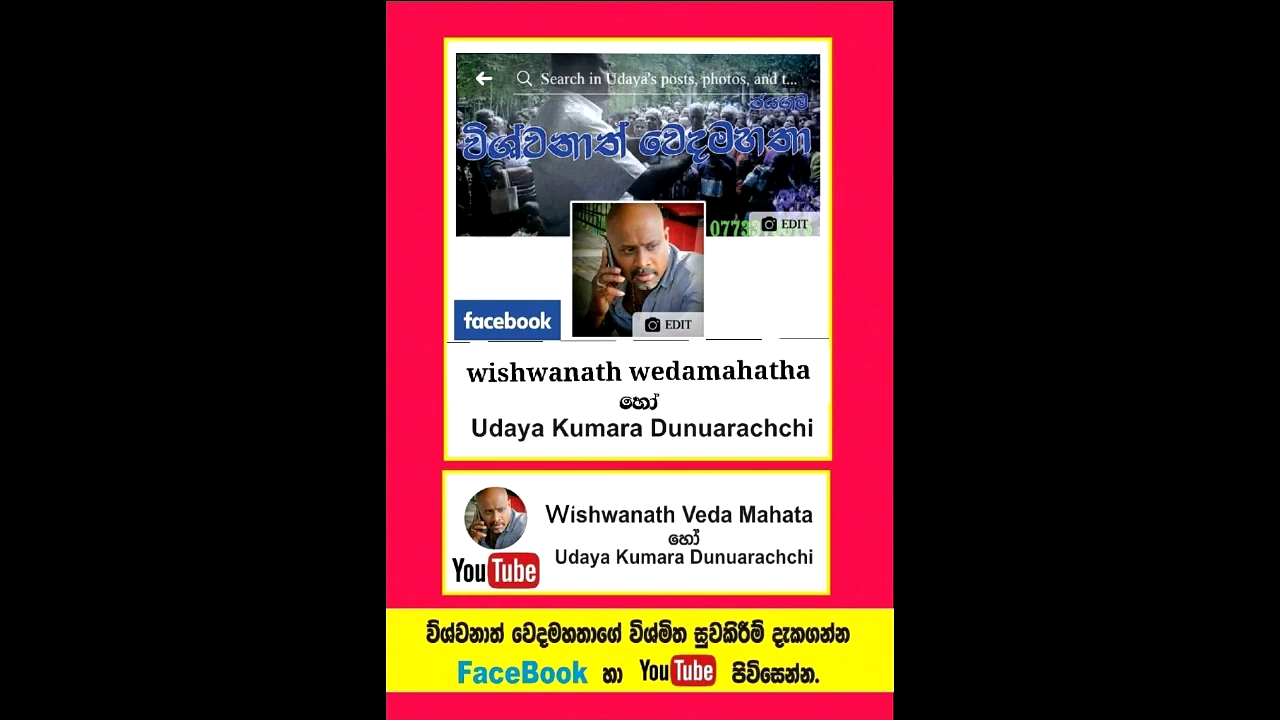 Search in Udaya's posts, photos, and t...
ජයගුම
විශ්වනාත් වෙදමහතා
EDIT
EDIT
facebook
wishwanath wedamahatha
හෝ
Udaya Kumara Dunuarachchi
Wishwanath Veda Mahata
හෝ
Udaya Kumara Dunuarachchi
YouTube
විශ්වනාත් වෙදමහතාගේ විශ්මිත සුවකිරීම් දැකගන්න
FaceBook හා YouTube පිවිසෙන්න.